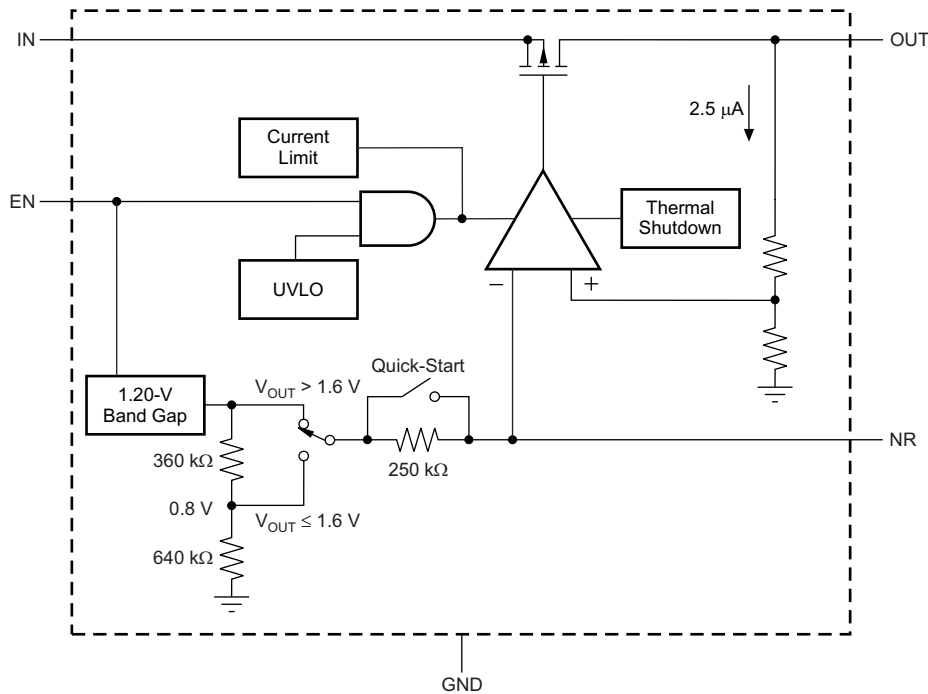 IN
OUT
2.5 μA
Current
Limit
EN
Thermal
Shutdown
UVLO
−
+
Quick-Start
V_OUT > 1.6 V
1.20-V
Band Gap
NR
360 kΩ
250 kΩ
0.8 V
V_OUT ≤ 1.6 V
640 kΩ
GND